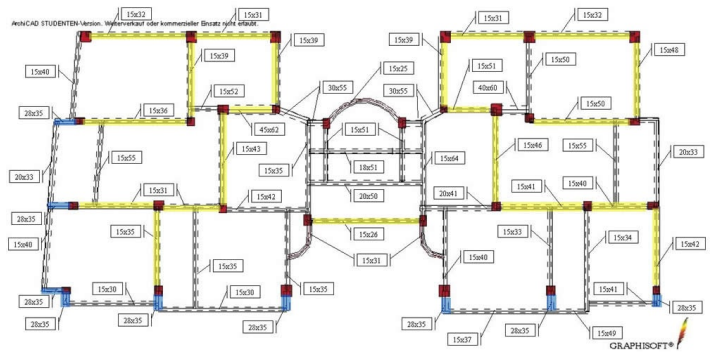 ArchiCAD STUDENTEN-Version. Weiterverkauf oder kommerzieller Einsatz nicht erlaubt.
15x32
15x31
15x31
15x32
15x39
15x39
15x39
15x48
15x40
15x52
30x55
15x25
30x55
15x51
40x60
15x50
28x35
15x36
45x62
15x51
15x50
15x43
15x46
15x55
15x55
15x35
18x51
15x64
20x33
20x33
15x31
15x42
20x50
20x41
15x41
15x40
28x35
28x35
15x40
15x35
15x26
15x33
15x34
15x42
15x35
15x31
15x40
15x30
15x30
15x35
15x41
28x35
28x35
28x35
28x35
28x35
15x37
28x35
15x49
28x35
GRAPHISOFT®